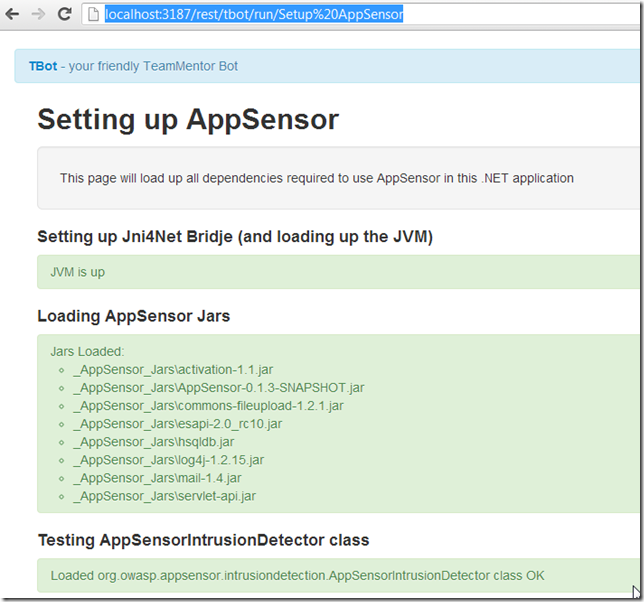 localhost:3187/rest/tbot/run/Setup%20AppSensor
TBot - your friendly TeamMentor Bot
Setting up AppSensor
This page will load up all dependencies required to use AppSensor in this .NET application
Setting up Jni4Net Bridje (and loading up the JVM)
JVM is up
Loading AppSensor Jars
Jars Loaded:
_AppSensor_Jars\activation-1.1.jar
_AppSensor_Jars\AppSensor-0.1.3-SNAPSHOT.jar
_AppSensor_Jars\commons-fileupload-1.2.1.jar
_AppSensor_Jars\esapi-2.0_rc10.jar
_AppSensor_Jars\hsqldb.jar
_AppSensor_Jars\log4j-1.2.15.jar
_AppSensor_Jars\mail-1.4.jar
_AppSensor_Jars\servlet-api.jar
Testing AppSensorIntrusionDetector class
Loaded org.owasp.appsensor.intrusiondetection.AppSensorIntrusionDetector class OK